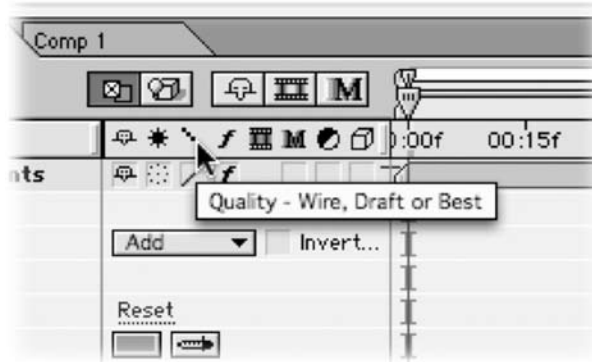 Comp 1
M
f M
:00f 00:15f
nts f
Quality - Wire, Draft or Best
Add Invert...
Reset